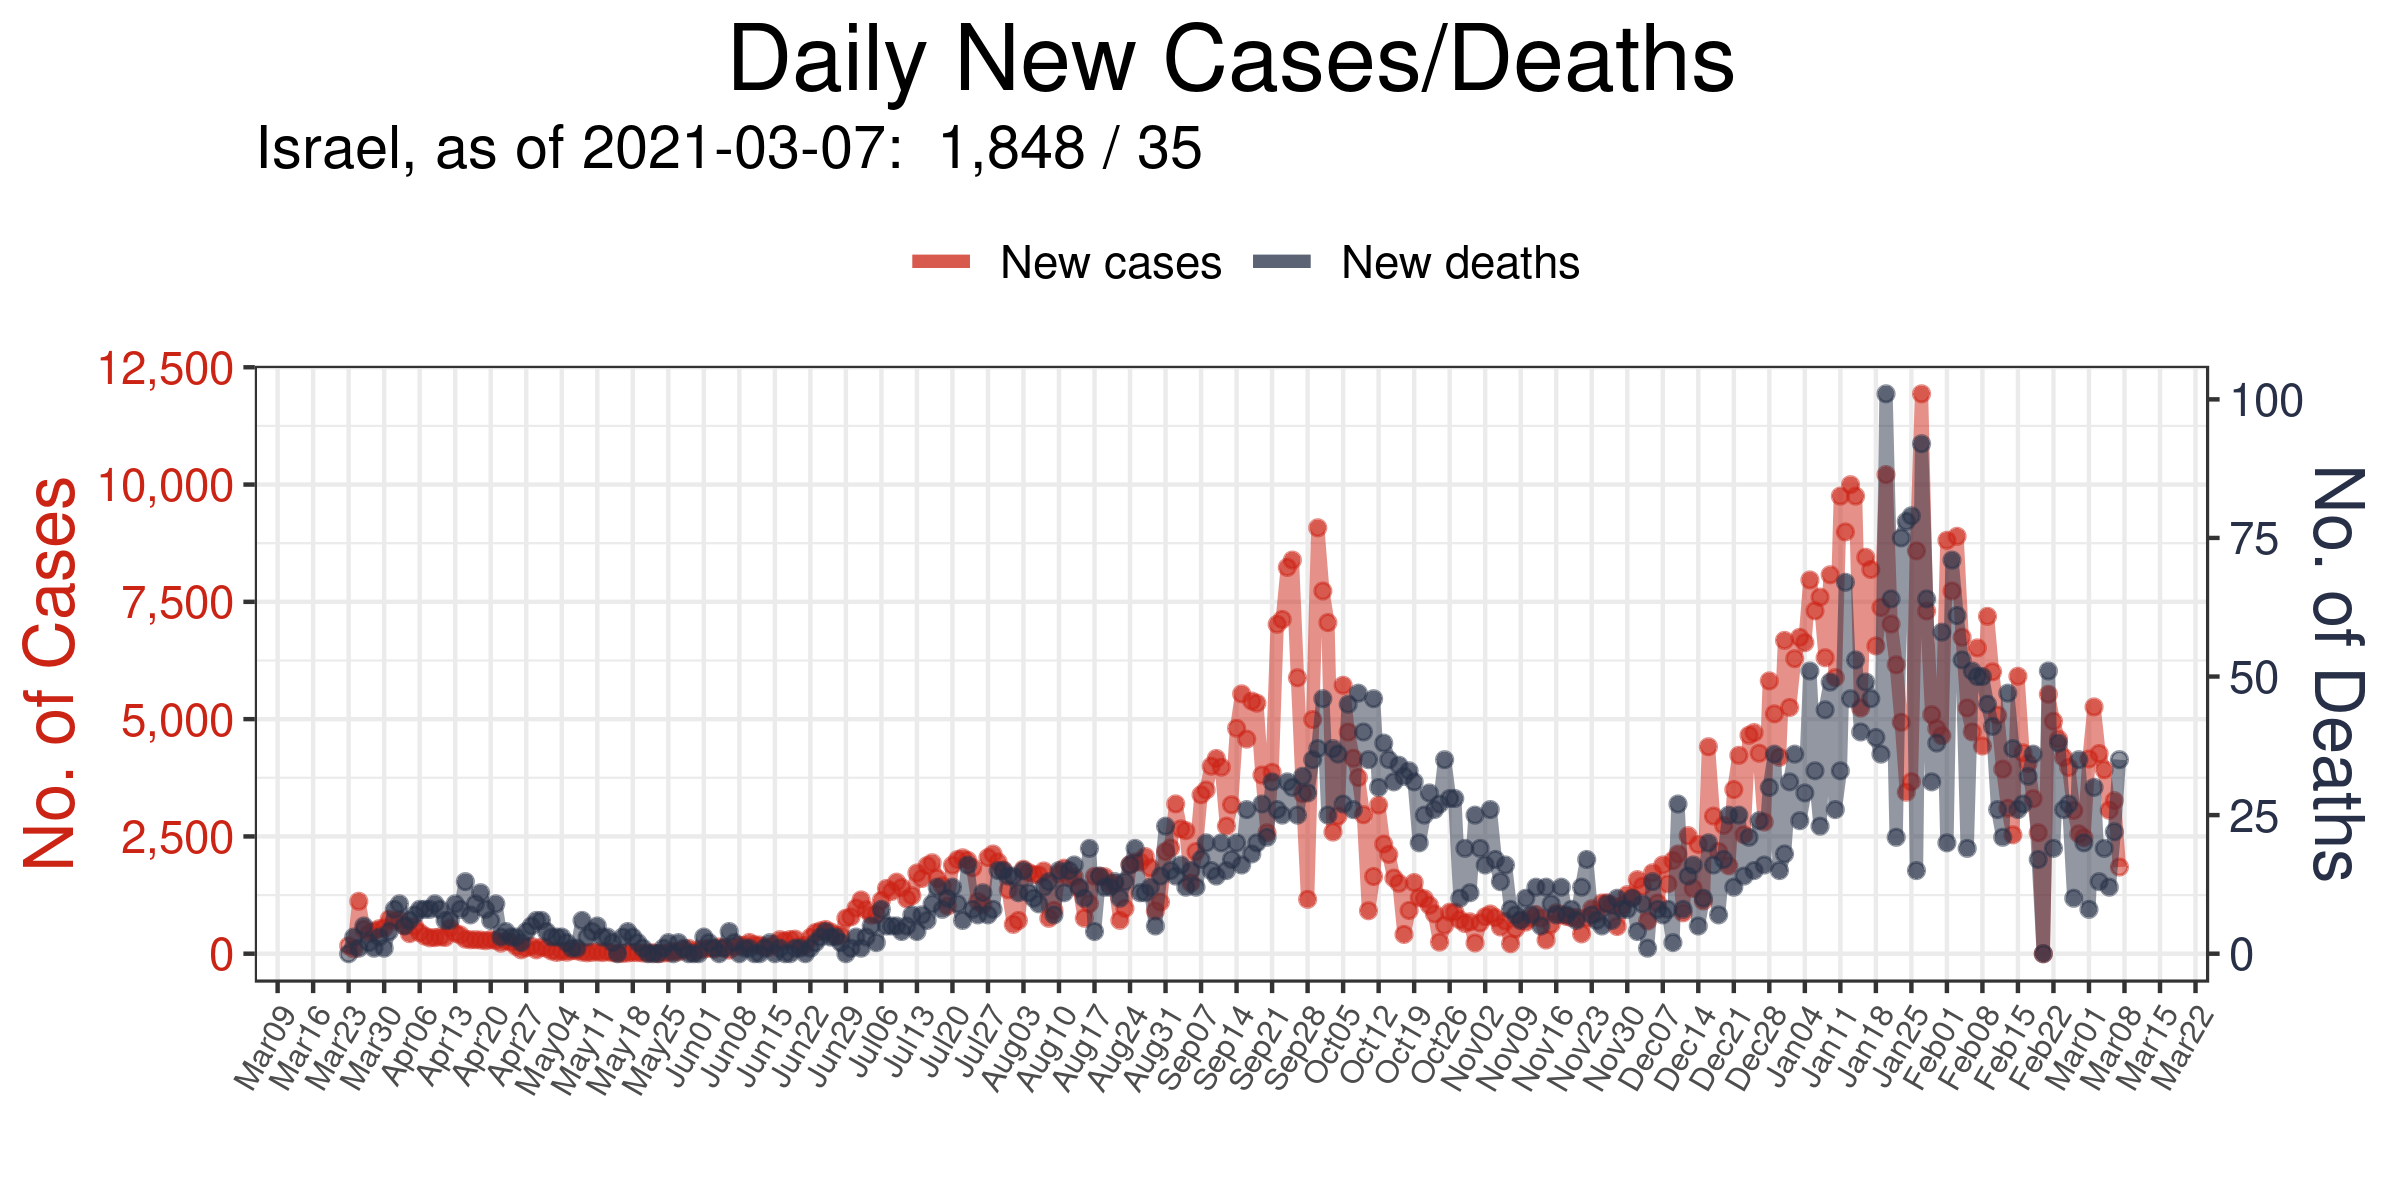 Daily New Cases/Deaths
Israel, as of 2021-03-07:  1,848 / 35
New cases
New deaths
No. of Cases
12,500
10,000
7,500
5,000
2,500
0
100
75
50
25
0
No. of Deaths
Mar09
Mar16
Mar23
Mar30
Apr06
Apr13
Apr20
Apr27
May04
May11
May18
May25
Jun01
Jun08
Jun15
Jun22
Jun29
Jul06
Jul13
Jul20
Jul27
Aug03
Aug10
Aug17
Aug24
Aug31
Sep07
Sep14
Sep21
Sep28
Oct05
Oct12
Oct19
Oct26
Nov02
Nov09
Nov16
Nov23
Nov30
Dec07
Dec14
Dec21
Dec28
Dec04
Jan04
Jan11
Jan18
Jan25
Feb01
Feb08
Feb15
Feb22
Mar01
Mar08
Mar15
Mar22